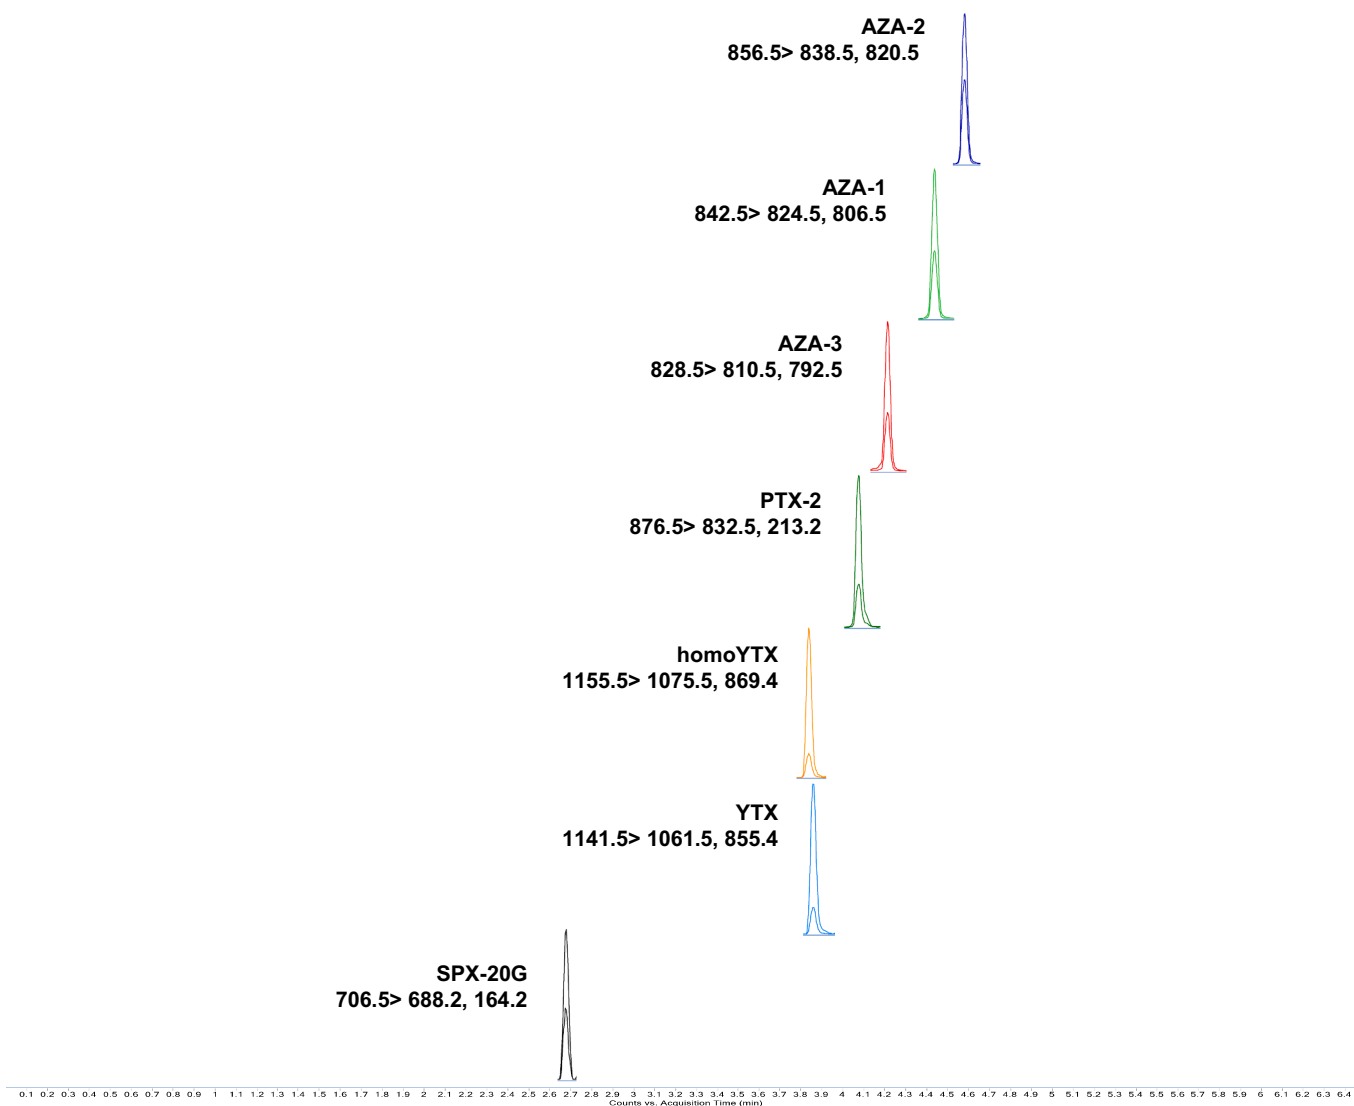 AZA-2
856.5> 838.5, 820.5
AZA-1
842.5> 824.5, 806.5
AZA-3
828.5> 810.5, 792.5
PTX-2
876.5> 832.5, 213.2
homoYTX
1155.5> 1075.5, 869.4
YTX
1141.5> 1061.5, 855.4
SPX-20G
706.5> 688.2, 164.2
0.1 0.2 0.3 0.4 0.5 0.6 0.7 0.8 0.9 1 1.1 1.2 1.3 1.4 1.5 1.6 1.7 1.8 1.9 2 2.1 2.2 2.3 2.4 2.5 2.6 2.7 2.8 2.9 3 3.1 3.2 3.3 3.4 3.5 3.6 3.7 3.8 3.9 4 4.1 4.2 4.3 4.4 4.5 4.6 4.7 4.8 4.9 5 5.1 5.2 5.3 5.4 5.5 5.6 5.7 5.8 5.9 6 6.1 6.2 6.3 6.4
Counts vs. Acquisition Time (min)